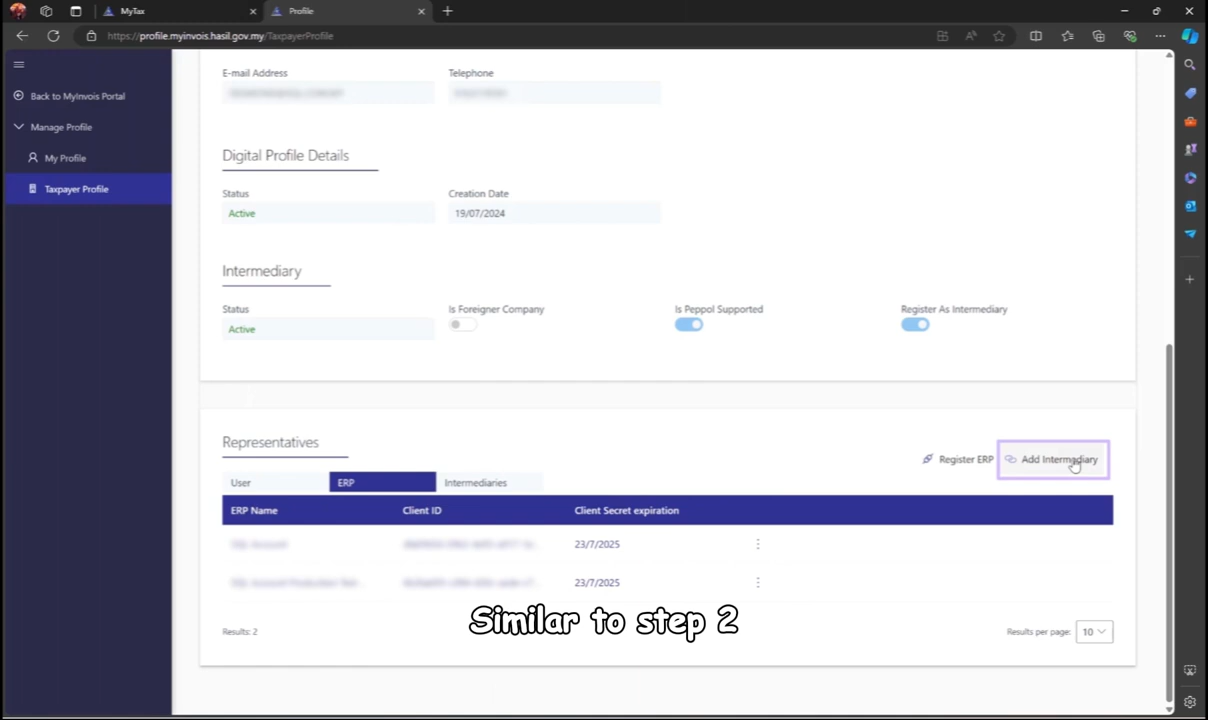 MyTax
Profile
https://profile.myinvois.hasil.gov.my/TaxpayerProfile
Back to MyInvois Portal
Manage Profile
My Profile
Taxpayer Profile
E-mail Address
Telephone
Digital Profile Details
Status
Creation Date
Active
19/07/2024
Intermediary
Status
Is Foreigner Company
Is Peppol Supported
Register As Intermediary
Active
Representatives
Register ERP
Add Intermediary
User
ERP
Intermediaries
ERP Name
Client ID
Client Secret expiration
23/7/2025
23/7/2025
Similar to step 2
Results: 2
Results per page:
10